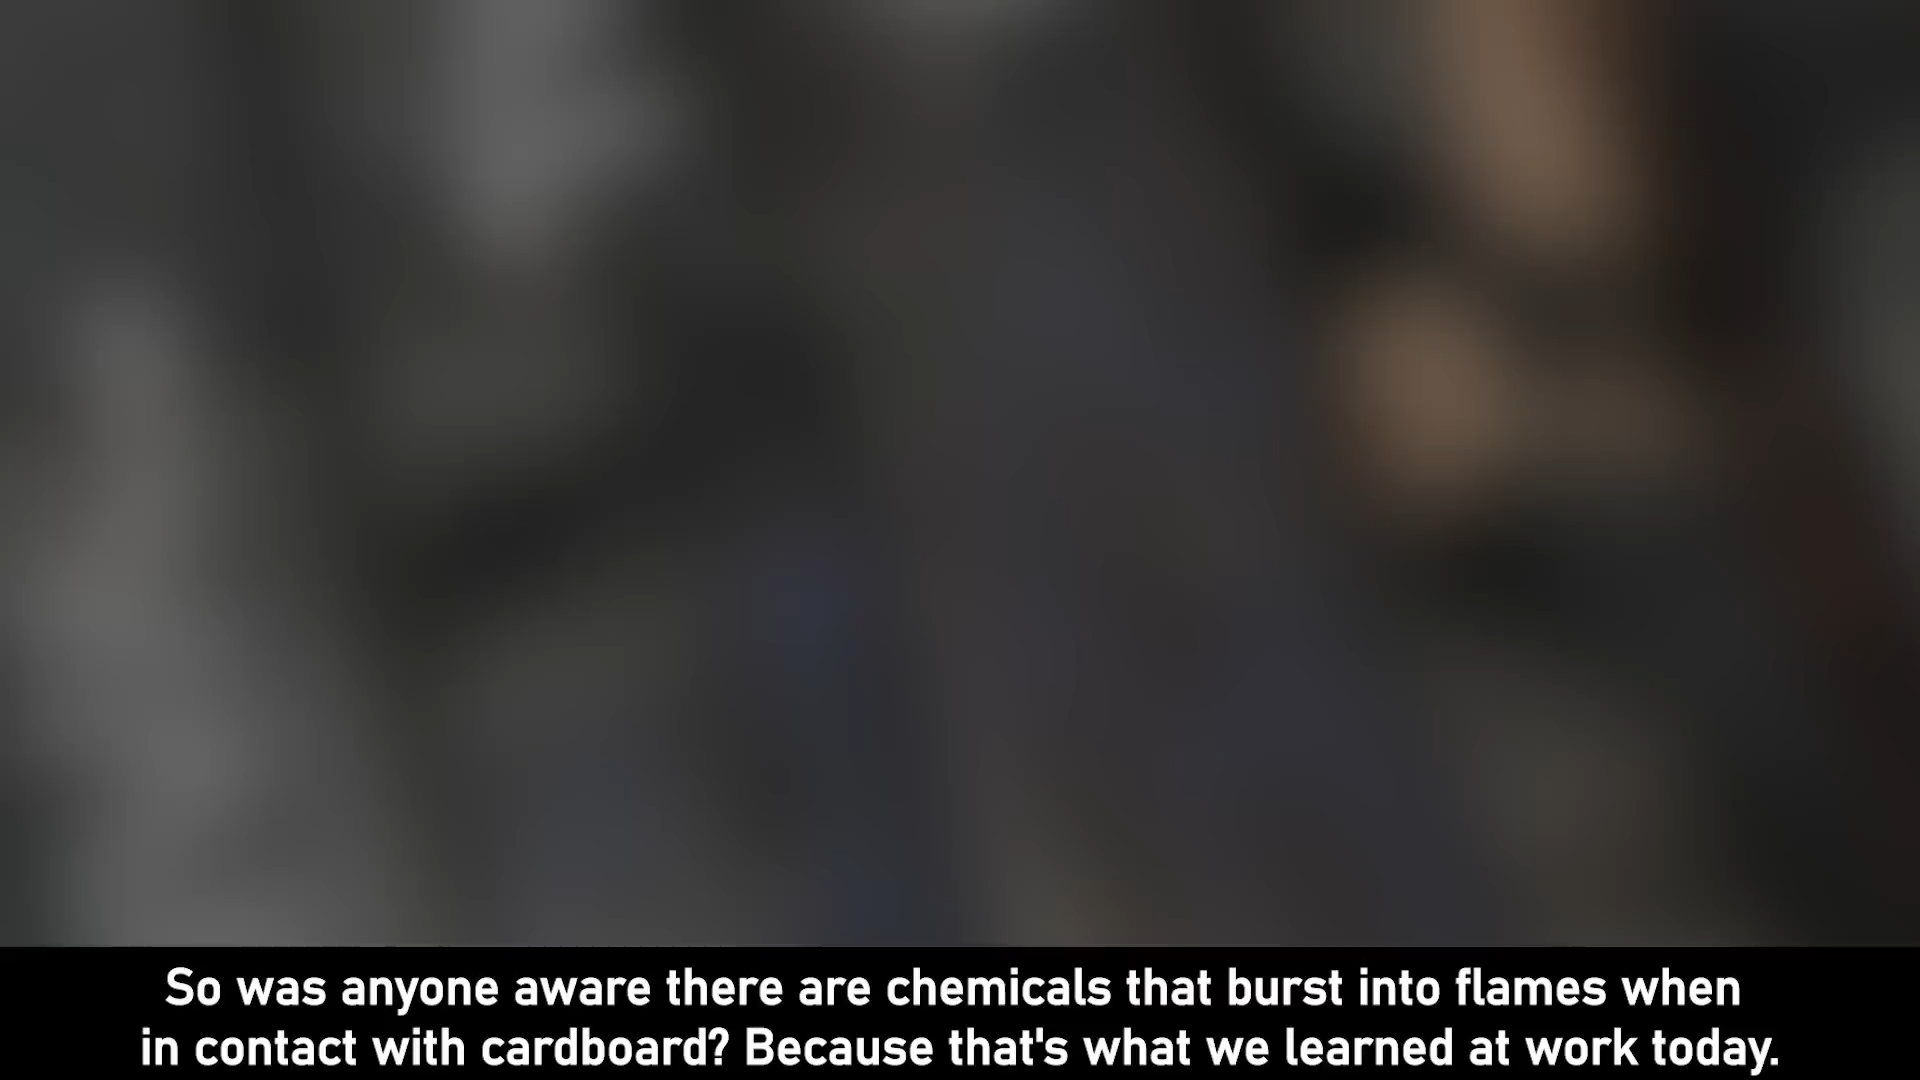 So was anyone aware there are chemicals that burst into flames when
in contact with cardboard? Because that's what we learned at work today.